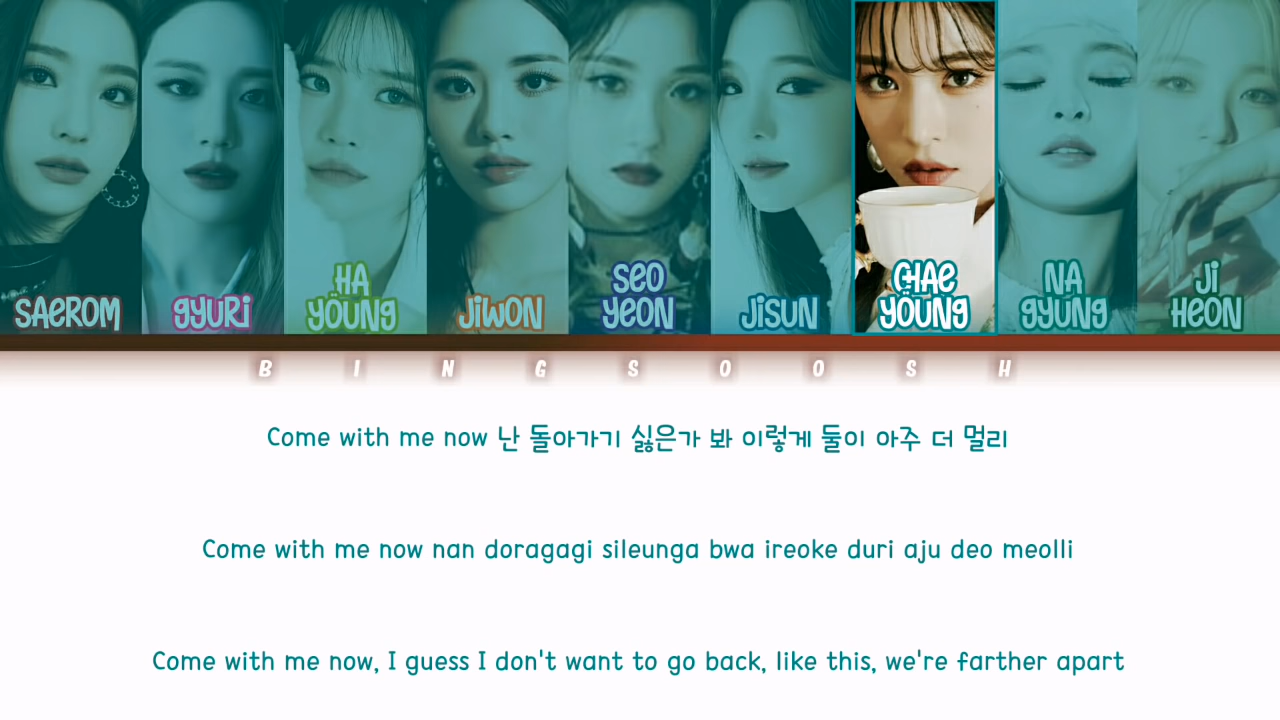 SAEROM
GYURI
HA
YOUNG
JIWON
SEO
YEON
JISUN
CHAE
YOUNG
NA
GYUNG
JI
HEON
BINGSOOSH
Come with me now 난 돌아가기 싫은가 봐 이렇게 둘이 아주 더 멀리
Come with me now nan doragagi sileunga bwa ireoke duri aju deo meolli
Come with me now, I guess I don't want to go back, like this, we're farther apart